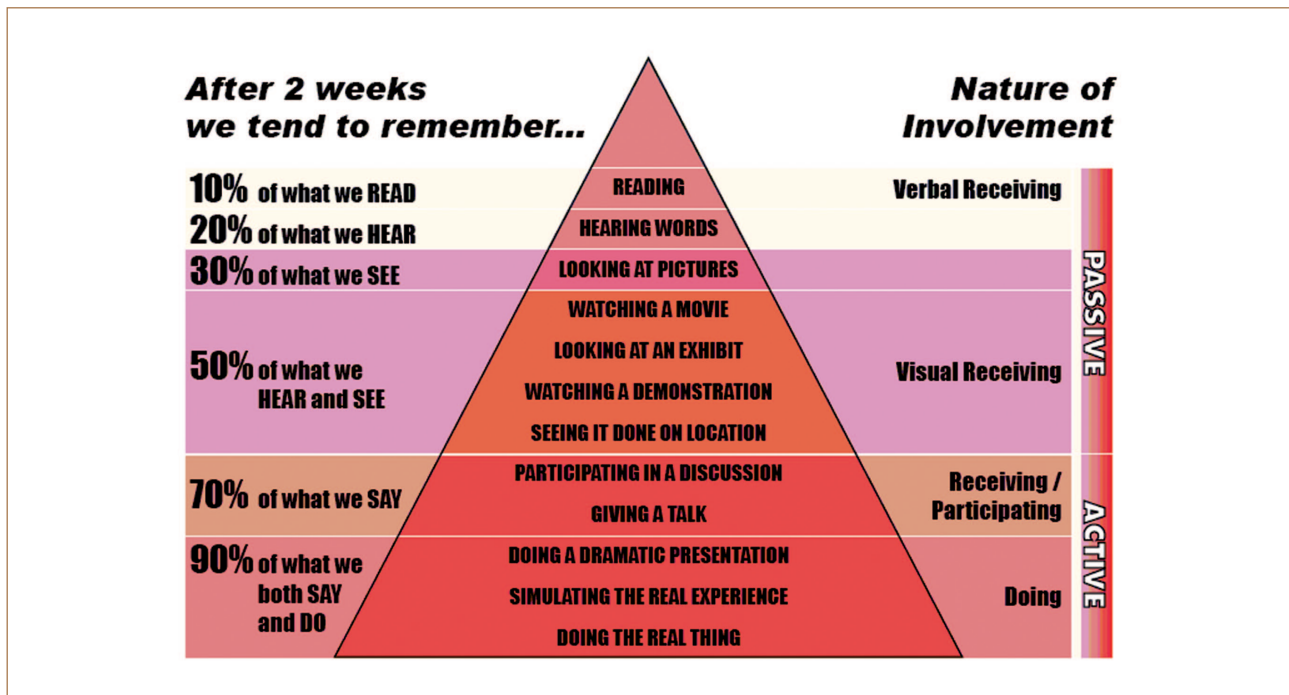 After 2 weeks
we tend to remember...
Nature of
Involvement
10% of what we READ
READING
Verbal Receiving
20% of what we HEAR
HEARING WORDS
30% of what we SEE
LOOKING AT PICTURES
50% of what we
HEAR and SEE
WATCHING A MOVIE
LOOKING AT AN EXHIBIT
WATCHING A DEMONSTRATION
SEEING IT DONE ON LOCATION
Visual Receiving
PASSIVE
70% of what we SAY
PARTICIPATING IN A DISCUSSION
GIVING A TALK
Receiving /
Participating
90% of what we
both SAY
and DO
DOING A DRAMATIC PRESENTATION
SIMULATING THE REAL EXPERIENCE
DOING THE REAL THING
Doing
ACTIVE